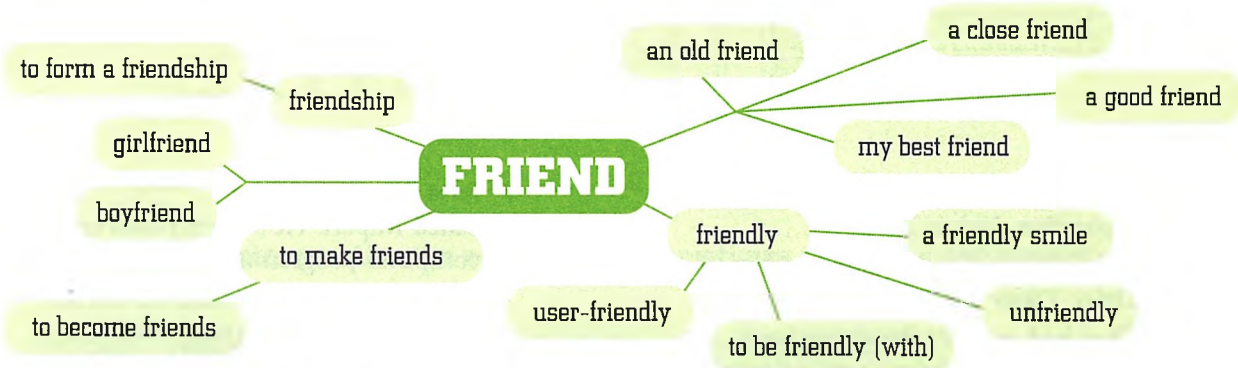 a close friend
an old friend
to form a friendship
a good friend
friendship
girlfriend
my best friend
FRIEND
boyfriend
friendly
a friendly smile
to make friends
user-friendly
unfriendly
to become friends
to be friendly (with)